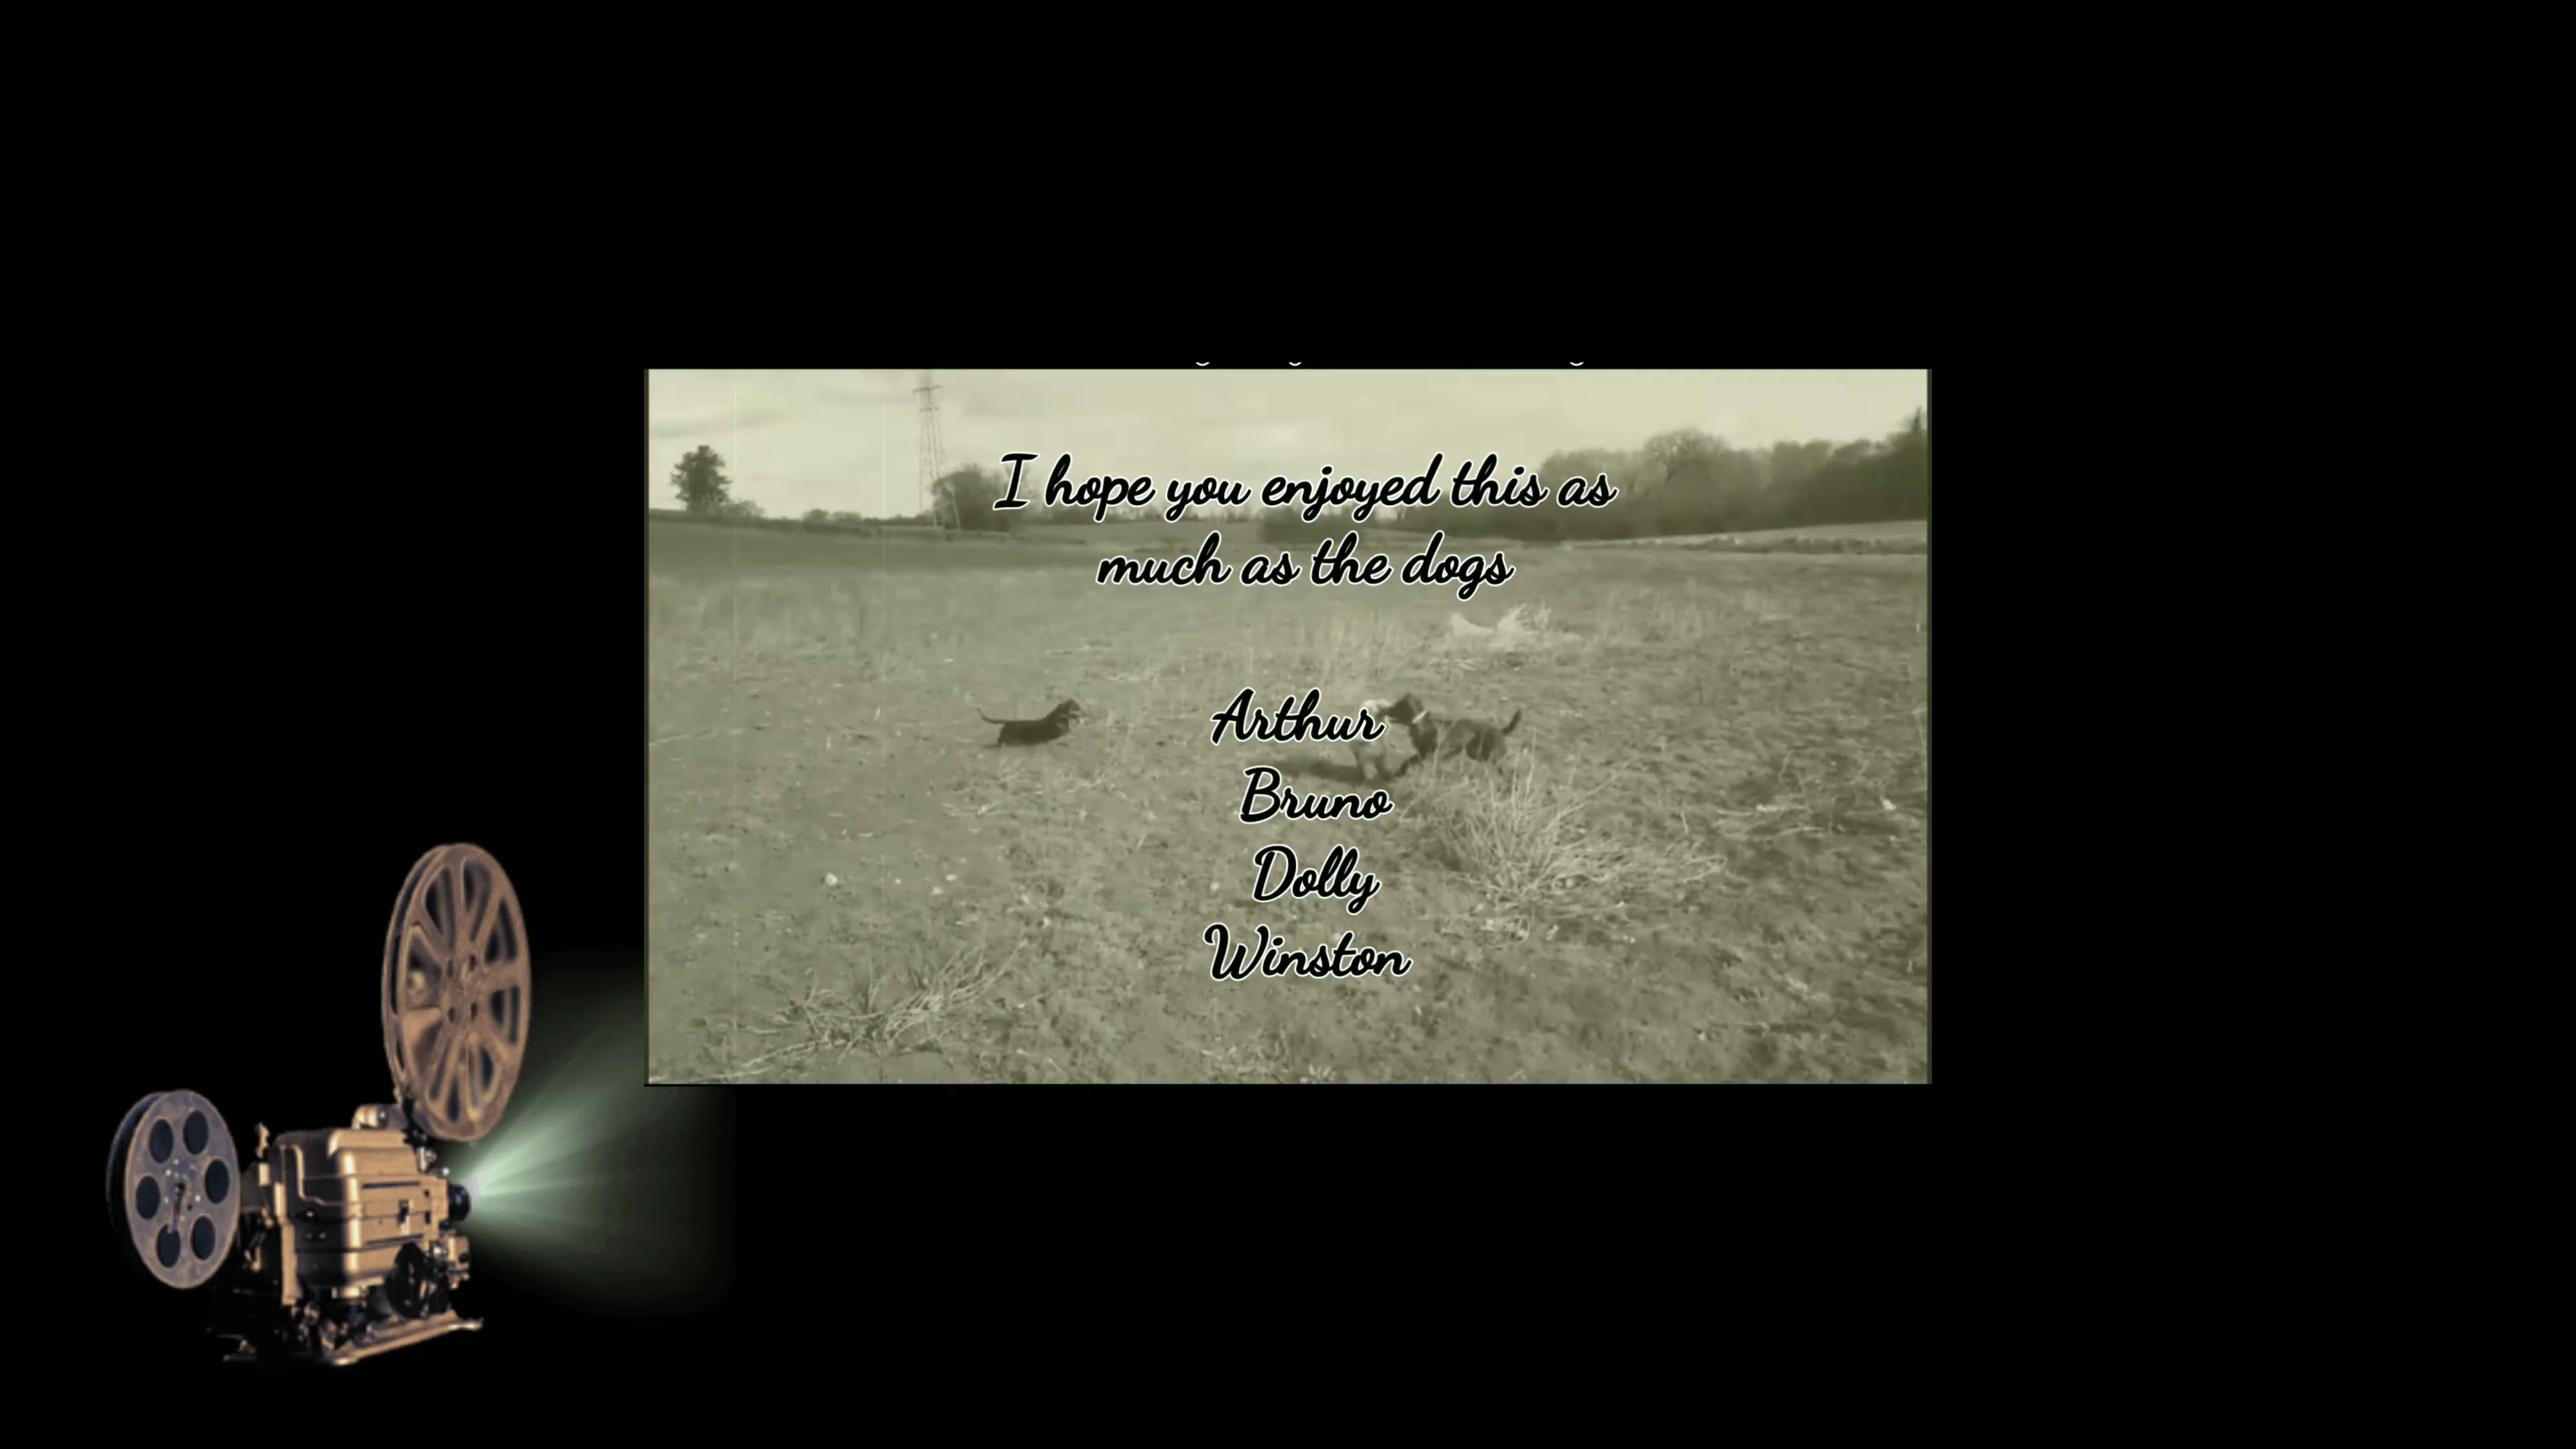 I hope you enjoyed this as
much as the dogs
Arthur
Bruno
Dolly
Winston